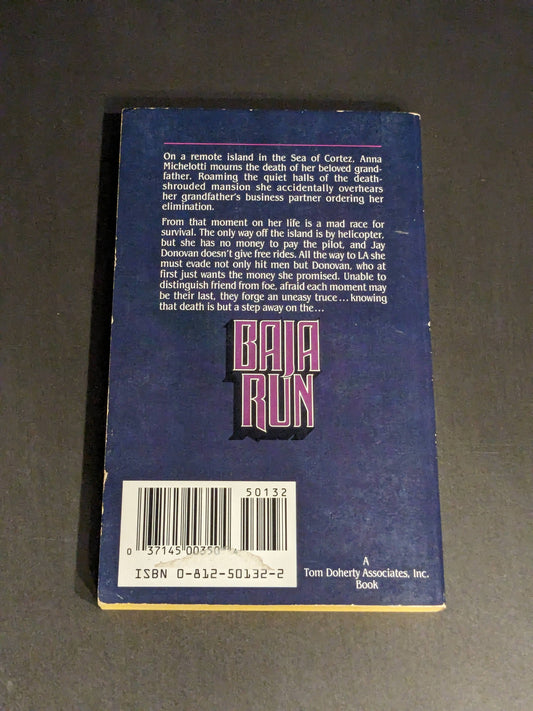 On a remote island in the Sea of Cortez, Anna
Michelotti mourns the death of her beloved grand-
father. Roaming the quiet halls of the death-
shrouded mansion she accidentally overhears
her grandfather's business partner ordering her
elimination.
From that moment on her life is a mad race for
survival. The only way off the island is by helicopter,
but she has no money to pay the pilot, and Jay
Donovan doesn't give free rides. All the way to LA she
must evade not only hit men but Donovan, who at
first just wants the money she promised. Unable to
distinguish friend from foe, afraid each moment may
be their last, they forge an uneasy truce... knowing
that death is but a step away on the...
BAJA
RUN
50132
0 37145 00350
ISBN 0-812-50132-2
A
Tom Doherty Associates, Inc.
Book